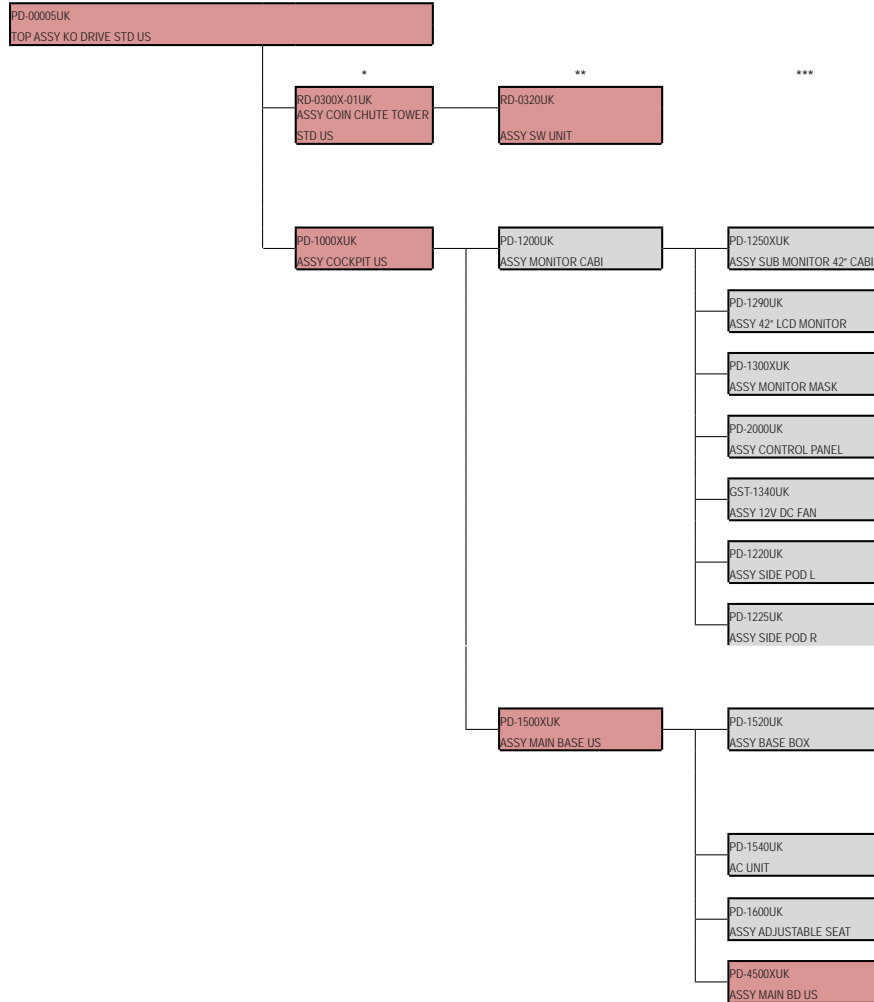 PD-00005UK
TOP ASSY KO DRIVE STD US
*
**
***
RD-0300X-01UK
ASSY COIN CHUTE TOWER
STD US
RD-0320UK
ASSY SW UNIT
PD-1000XUK
ASSY COCKPIT US
PD-1200UK
ASSY MONITOR CABI
PD-1250XUK
ASSY SUB MONITOR 42" CABI
PD-1290UK
ASSY 42" LCD MONITOR
PD-1300XUK
ASSY MONITOR MASK
PD-2000UK
ASSY CONTROL PANEL
GST-1340UK
ASSY 12V DC FAN
PD-1220UK
ASSY SIDE POD L
PD-1225UK
ASSY SIDE POD R
PD-1500XUK
ASSY MAIN BASE US
PD-1520UK
ASSY BASE BOX
PD-1540UK
AC UNIT
PD-1600UK
ASSY ADJUSTABLE SEAT
PD-4500XUK
ASSY MAIN BD US